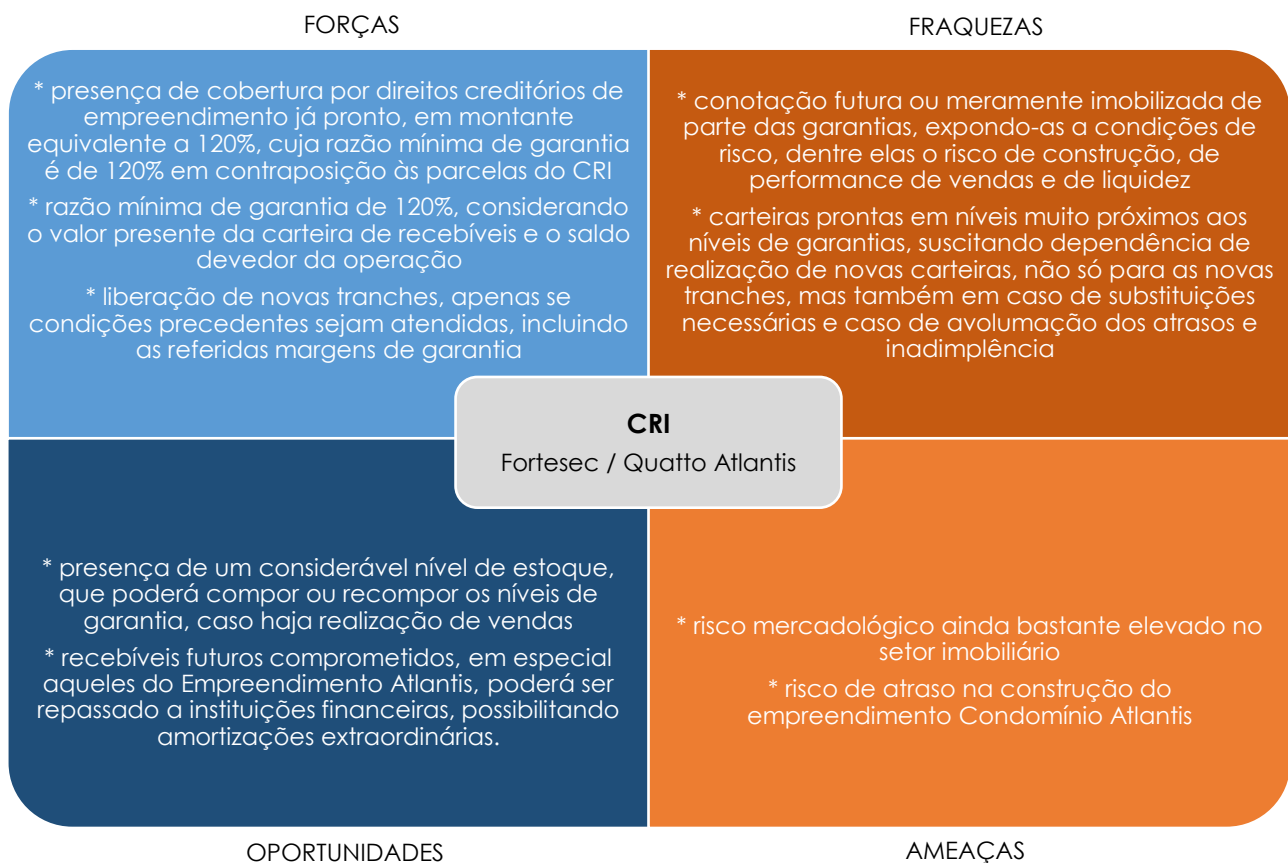 FORÇAS
* presença de cobertura por direitos creditórios de
empreendimento já pronto, em montante
equivalente a 120%, cuja razão mínima de garantia
é de 120% em contraposição às parcelas do CRI
* razão mínima de garantia de 120%, considerando
o valor presente da carteira de recebíveis e o saldo
devedor da operação
* liberação de novas tranches, apenas se
condições precedentes sejam atendidas, incluindo
as referidas margens de garantia
FRAQUEZAS
* conotação futura ou meramente imobilizada de
parte das garantias, expondo-as a condições de
risco, dentre elas o risco de construção, de
performance de vendas e de liquidez
* carteiras prontas em níveis muito próximos aos
níveis de garantias, suscitando dependência de
realização de novas carteiras, não só para as novas
tranches, mas também em caso de substituições
necessárias e caso de avolumação dos atrasos e
inadimplência
CRI
Fortesec / Quatto Atlantis
* presença de um considerável nível de estoque,
que poderá compor ou recompor os níveis de
garantia, caso haja realização de vendas
* recebíveis futuros comprometidos, em especial
aqueles do Empreendimento Atlantis, poderá ser
repassado a instituições financeiras, possibilitando
amortizações extraordinárias.
OPORTUNIDADES
* risco mercadológico ainda bastante elevado no
setor imobiliário
* risco de atraso na construção do
empreendimento Condomínio Atlantis
AMEAÇAS